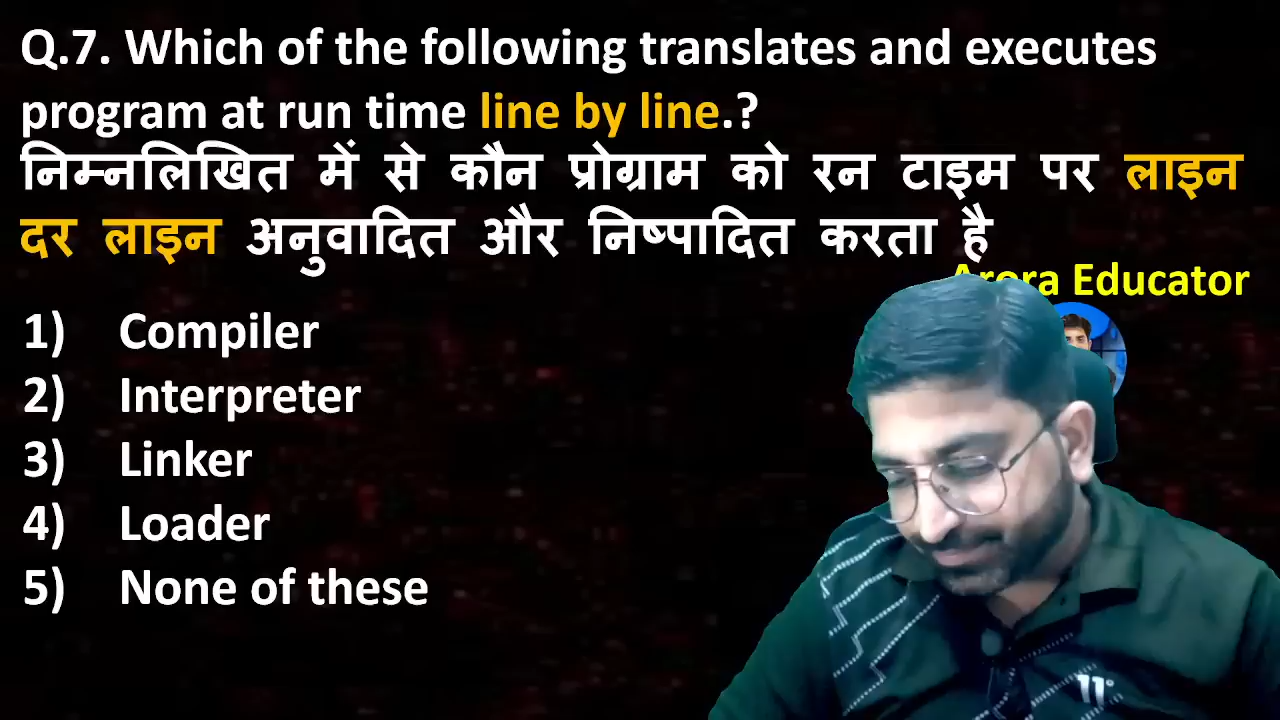 Q.7. Which of the following translates and executes
program at run time line by line.?
निम्नलिखित में से कौन प्रोग्राम को रन टाइम पर लाइन
दर लाइन अनुवादित और निष्पादित करता है
Arora Educator
1) Compiler
2) Interpreter
3) Linker
4) Loader
5) None of these
11°